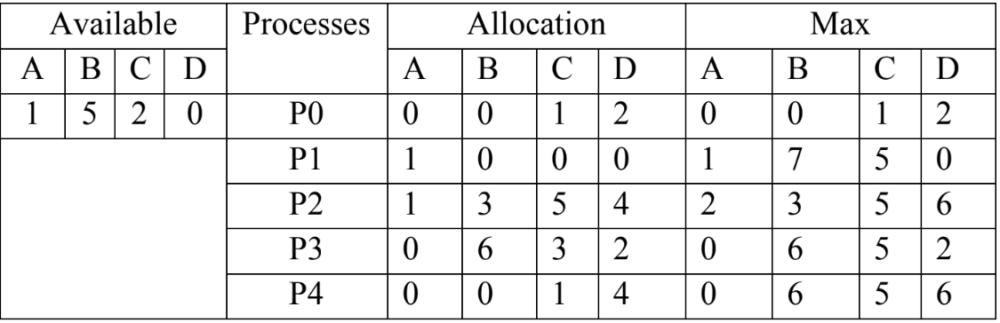 Available Processes Allocation Max
A B C D A B C D A B C D
1 5 2 0 P0 0 0 1 2 0 0 1 2
P1 1 0 0 0 1 7 5 0
P2 1 3 5 4 2 3 5 6
P3 0 6 3 2 0 6 5 2
P4 0 0 1 4 0 6 5 6